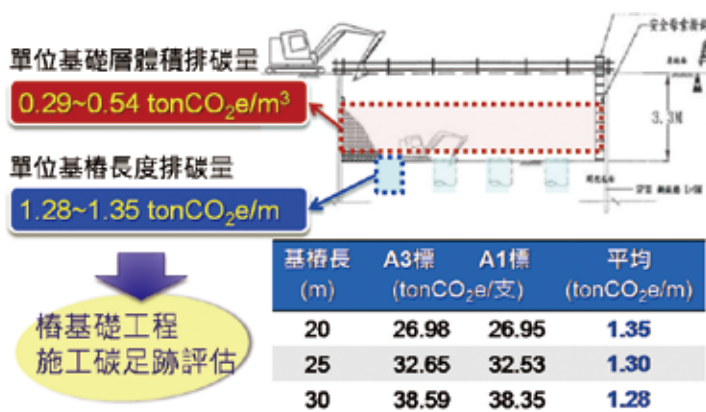 單位基礎層體積排碳量
0.29~0.54 tonCO₂e/m³
單位基樁長度排碳量
1.28~1.35 tonCO₂e/m
樁基礎工程
施工碳足跡評估
3.3M
基樁長 A3標 A1標 平均
(m) (tonCO₂e/支) (tonCO₂e/m)
20 26.98 26.95 1.35
25 32.65 32.53 1.30
30 38.59 38.35 1.28